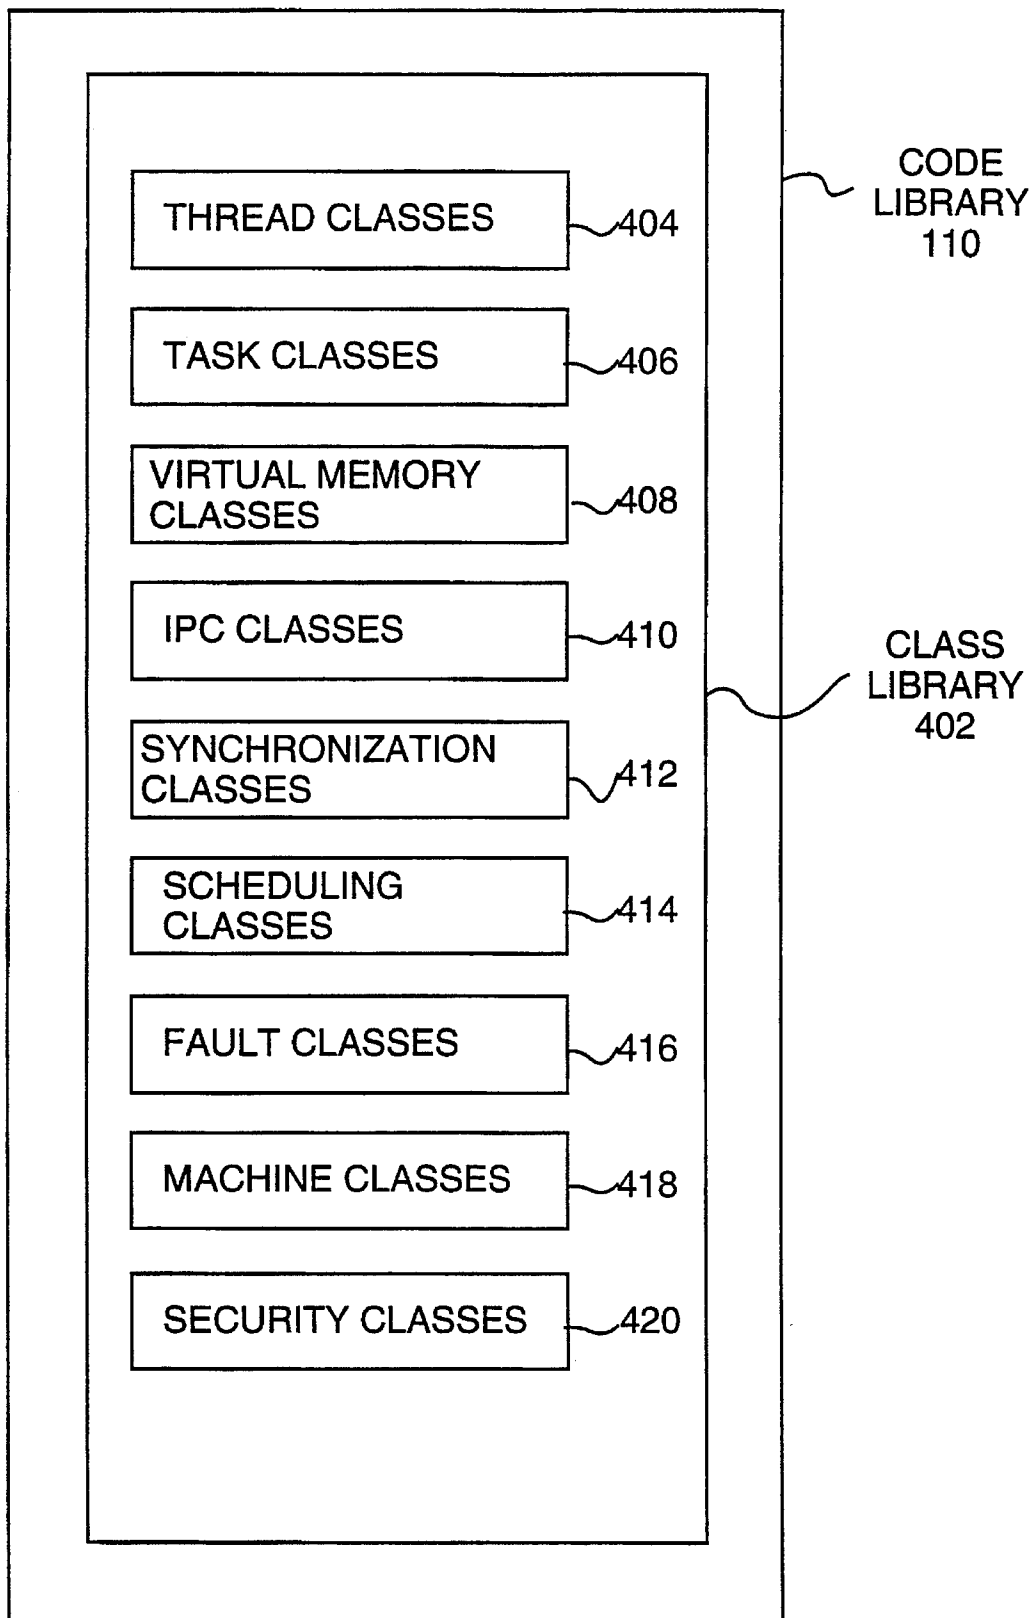 CODE
LIBRARY
110
THREAD CLASSES
404
TASK CLASSES
406
VIRTUAL MEMORY
CLASSES
408
IPC CLASSES
410
CLASS
LIBRARY
402
SYNCHRONIZATION
CLASSES
412
SCHEDULING
CLASSES
414
FAULT CLASSES
416
MACHINE CLASSES
418
SECURITY CLASSES
420